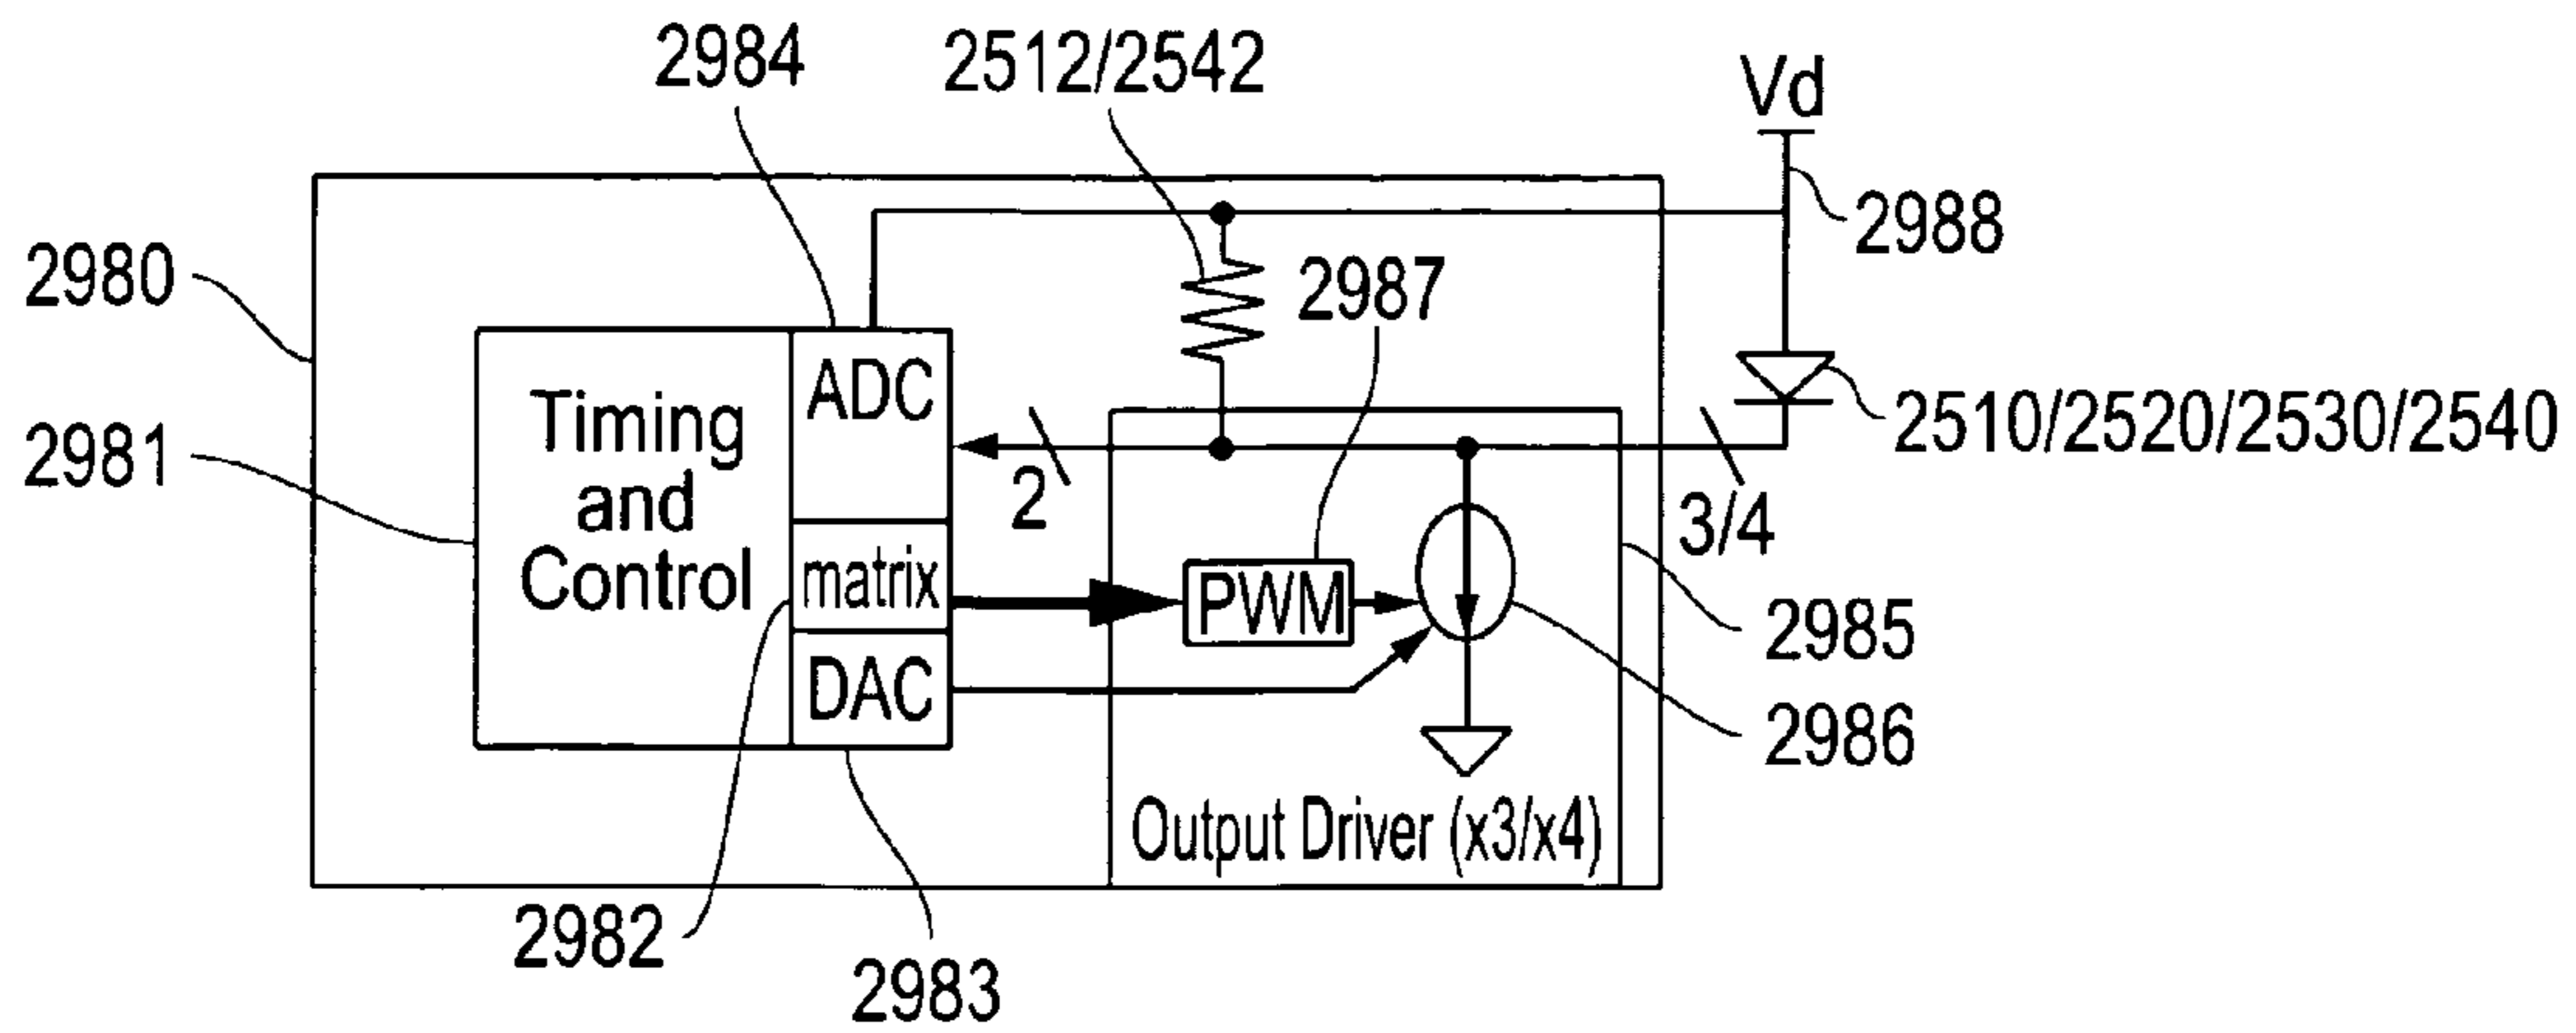 2984
2512/2542
Vd
2988
2980
2987
ADC
Timing
and
Control
2510/2520/2530/2540
2981
2
3/4
matrix
PWM
2985
DAC
2986
Output Driver (x3/x4)
2982
2983